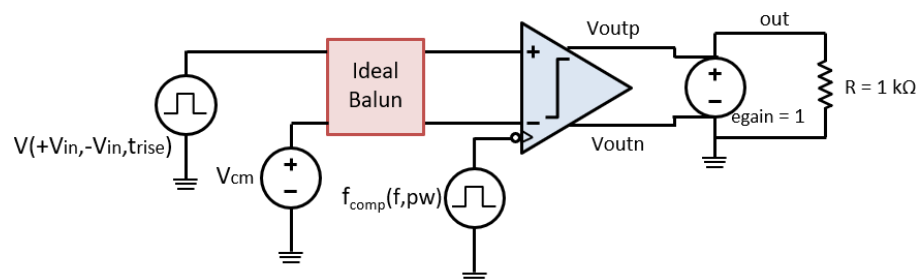 Voutp
out
Ideal
Balun
+
+
−
R = 1 kΩ
−
egain = 1
V(+Vin,-Vin,trise)
Voutn
Vcm
+
−
fcomp(f,pw)